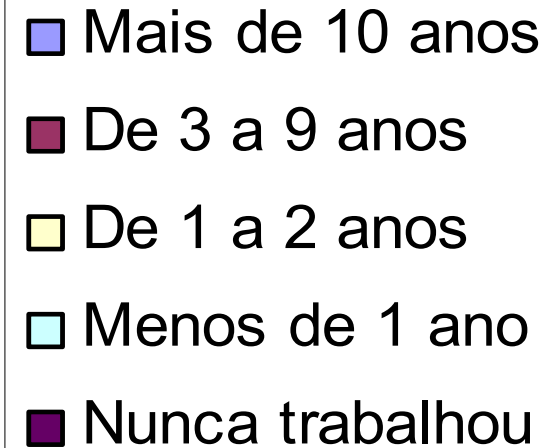 Mais de 10 anos
De 3 a 9 anos
De 1 a 2 anos
Menos de 1 ano
Nunca trabalhou